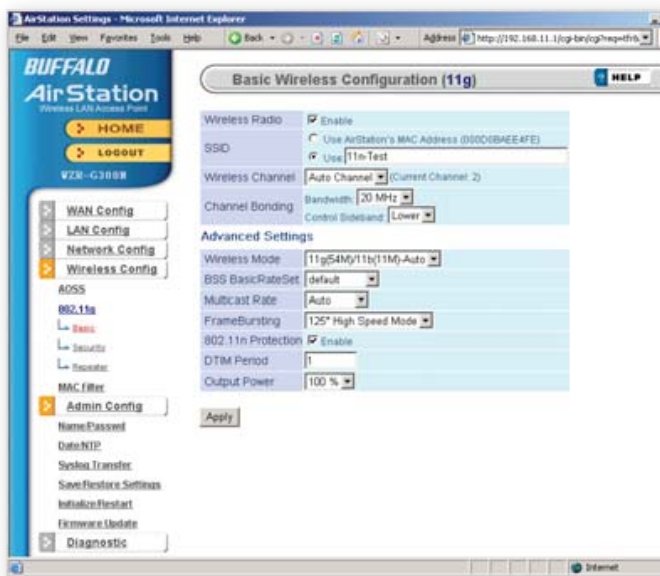 AirStation Settings - Microsoft Internet Explorer
File Edit View Favorites Tools Help Back Address http://192.168.11.1/cgi-bin/cgi?req=tfr&
BUFFALO
AirStation
Wireless LAN Access Point
HOME
LOGOUT
WZR-G300N
WAN Config
LAN Config
Network Config
Wireless Config
AOSS
802.11g
Basic
Security
Repeater
MAC Filter
Admin Config
Name/Passwd
Date/NTP
Syslog Transfer
Save/Restore Settings
Initialize/Restart
Firmware Update
Diagnostic
Basic Wireless Configuration (11g)
HELP
Wireless Radio Enable
SSID Use AirStation's MAC Address (000D0BAEE4FE)
Use 11n-Test
Wireless Channel Auto Channel (Current Channel: 2)
Channel Bonding Bandwidth: 20 MHz
Control Sideband: Lower
Advanced Settings
Wireless Mode 11g(54M)/11b(11M)-Auto
BSS BasicRateSet default
Multicast Rate Auto
FrameBursting 125* High Speed Mode
802.11n Protection Enable
DTIM Period 1
Output Power 100 %
Apply
Internet